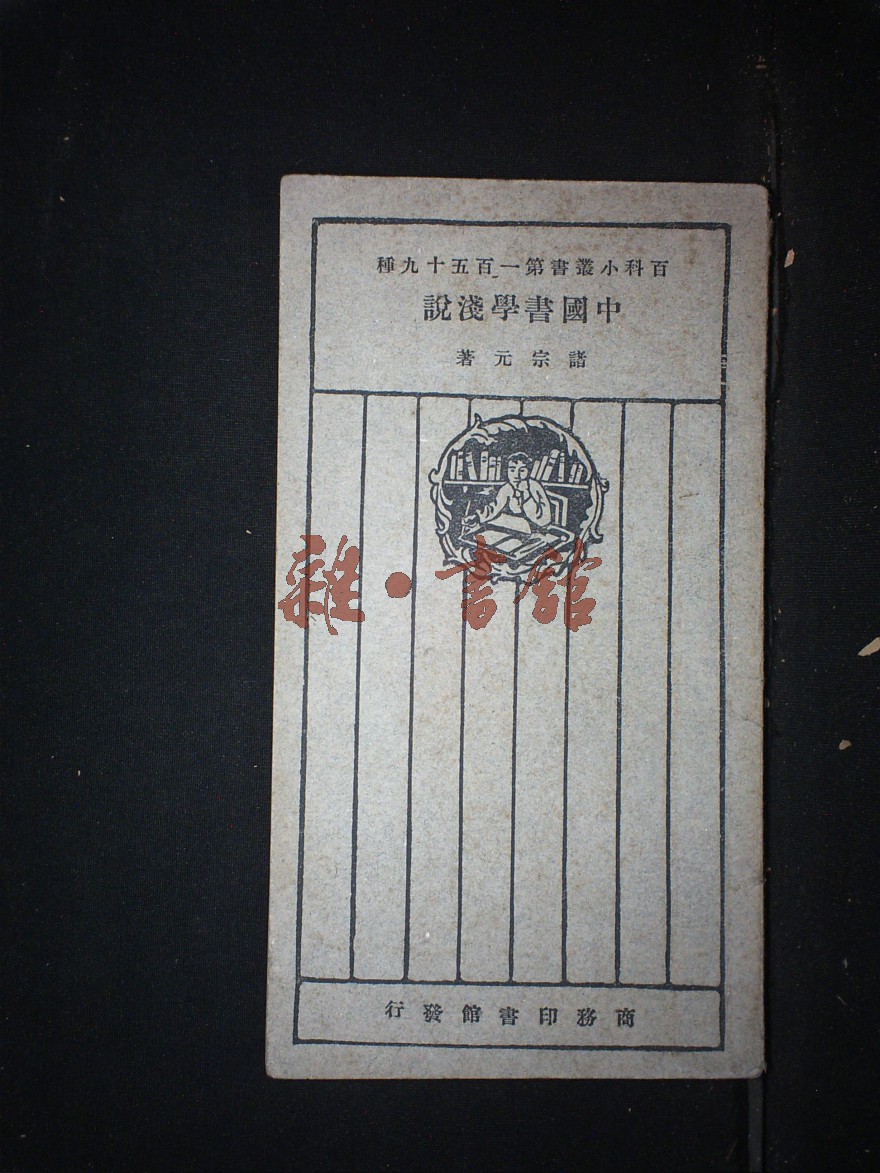 百科小叢書第一百五十九種
中國書學淺說
諸宗元著
雜·書館
商務印書館發行